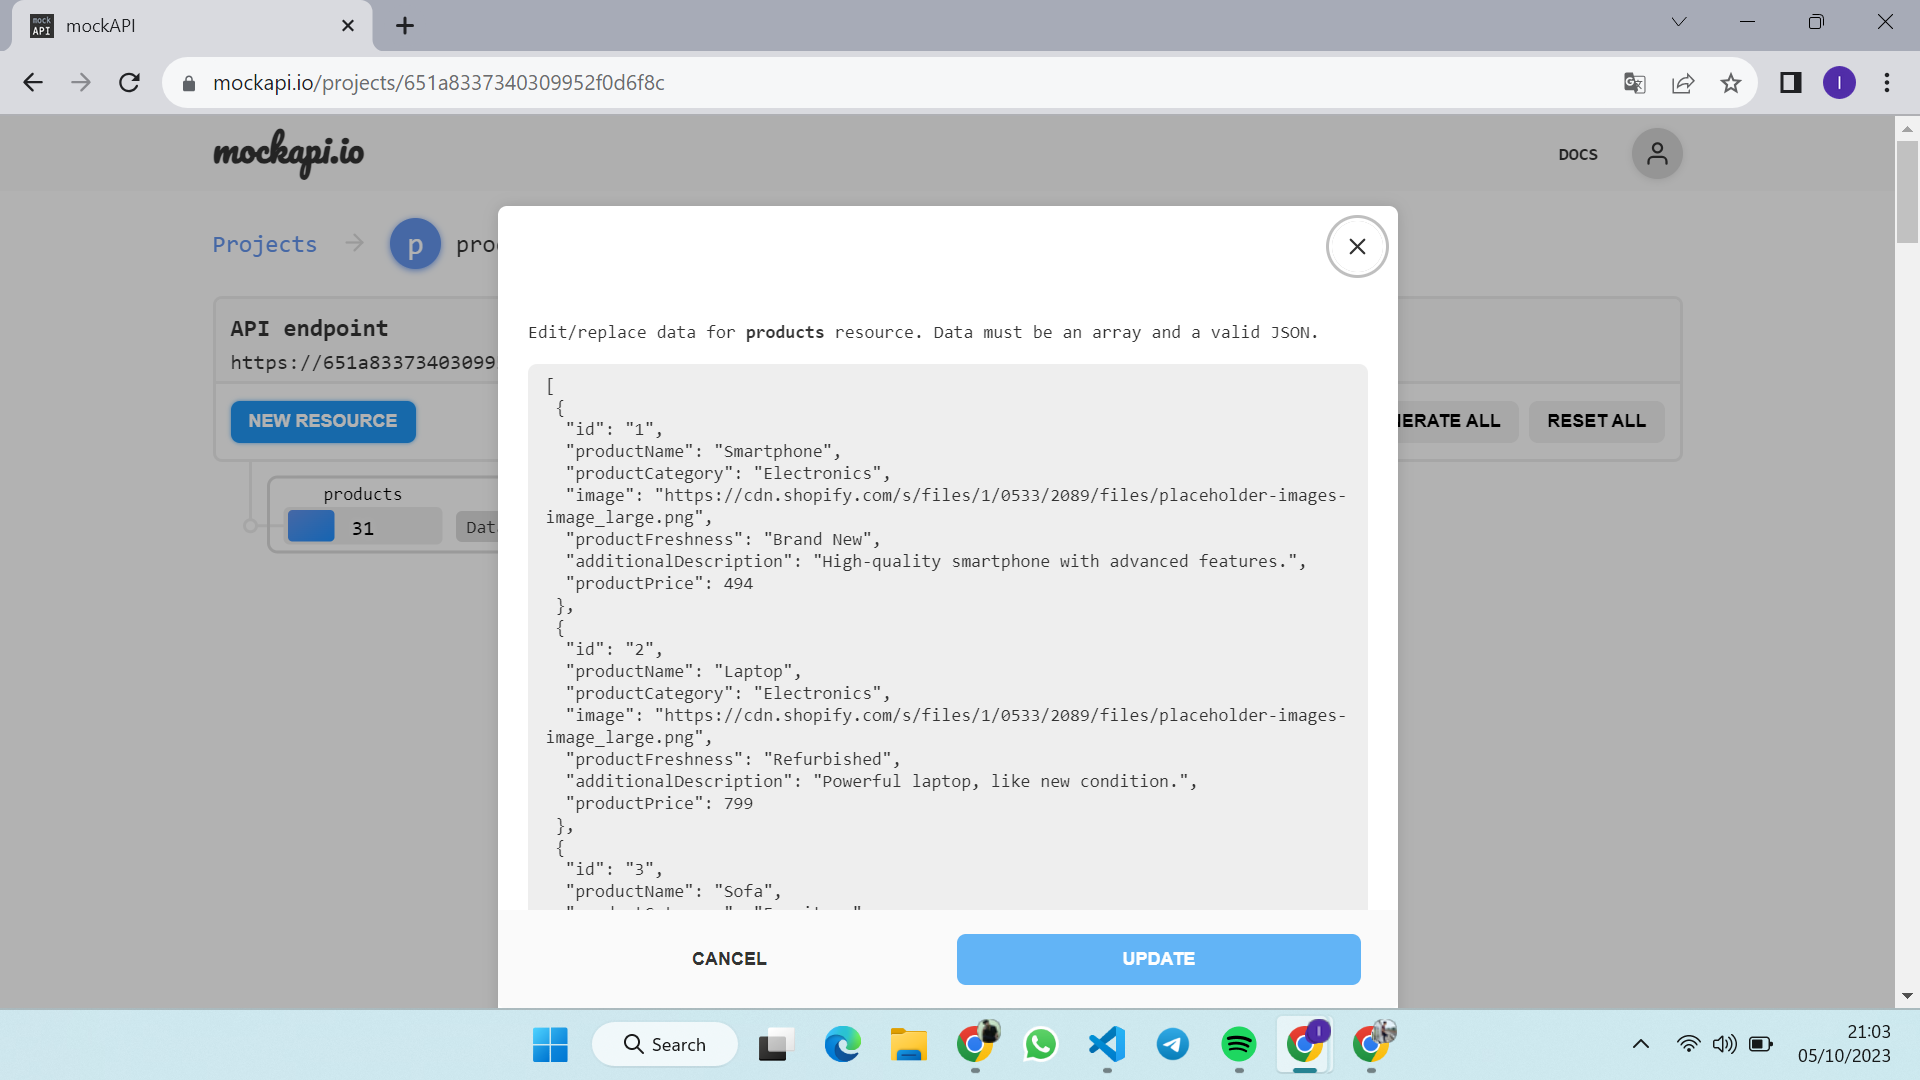 mock
API
mockAPI
mockapi.io/projects/651a8337340309952f0d6f8c
I
mockapi.io
DOCS
Projects
p
API endpoint
https://651a83373403099
NEW RESOURCE
RESET ALL
products
31
Edit/replace data for products resource. Data must be an array and a valid JSON.
[
{
"id": "1",
"productName": "Smartphone",
"productCategory": "Electronics",
"image": "https://cdn.shopify.com/s/files/1/0533/2089/files/placeholder-images-
image_large.png",
"productFreshness": "Brand New",
"additionalDescription": "High-quality smartphone with advanced features.",
"productPrice": 494
},
{
"id": "2",
"productName": "Laptop",
"productCategory": "Electronics",
"image": "https://cdn.shopify.com/s/files/1/0533/2089/files/placeholder-images-
image_large.png",
"productFreshness": "Refurbished",
"additionalDescription": "Powerful laptop, like new condition.",
"productPrice": 799
},
{
"id": "3",
"productName": "Sofa",
CANCEL
UPDATE
Search
21:03
05/10/2023